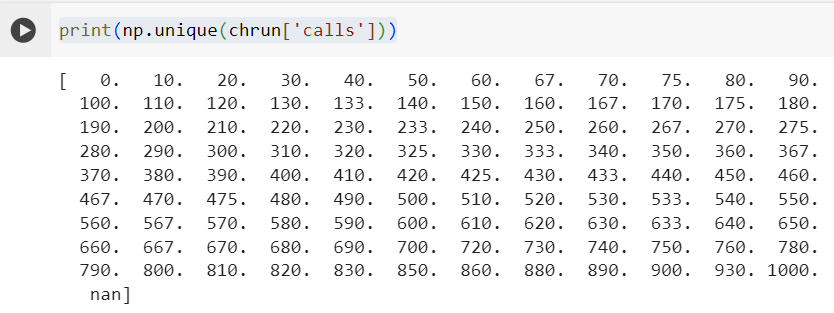 print(np.unique(chrun['calls']))
[   0.   10.   20.   30.   40.   50.   60.   67.   70.   75.   80.   90.
  100.  110.  120.  130.  133.  140.  150.  160.  167.  170.  175.  180.
  190.  200.  210.  220.  230.  233.  240.  250.  260.  267.  270.  275.
  280.  290.  300.  310.  320.  325.  330.  333.  340.  350.  360.  367.
  370.  380.  390.  400.  410.  420.  425.  430.  433.  440.  450.  460.
  467.  470.  475.  480.  490.  500.  510.  520.  530.  533.  540.  550.
  560.  567.  570.  580.  590.  600.  610.  620.  630.  633.  640.  650.
  660.  667.  670.  680.  690.  700.  720.  730.  740.  750.  760.  780.
  790.  800.  810.  820.  830.  850.  860.  880.  890.  900.  930. 1000.
   nan]